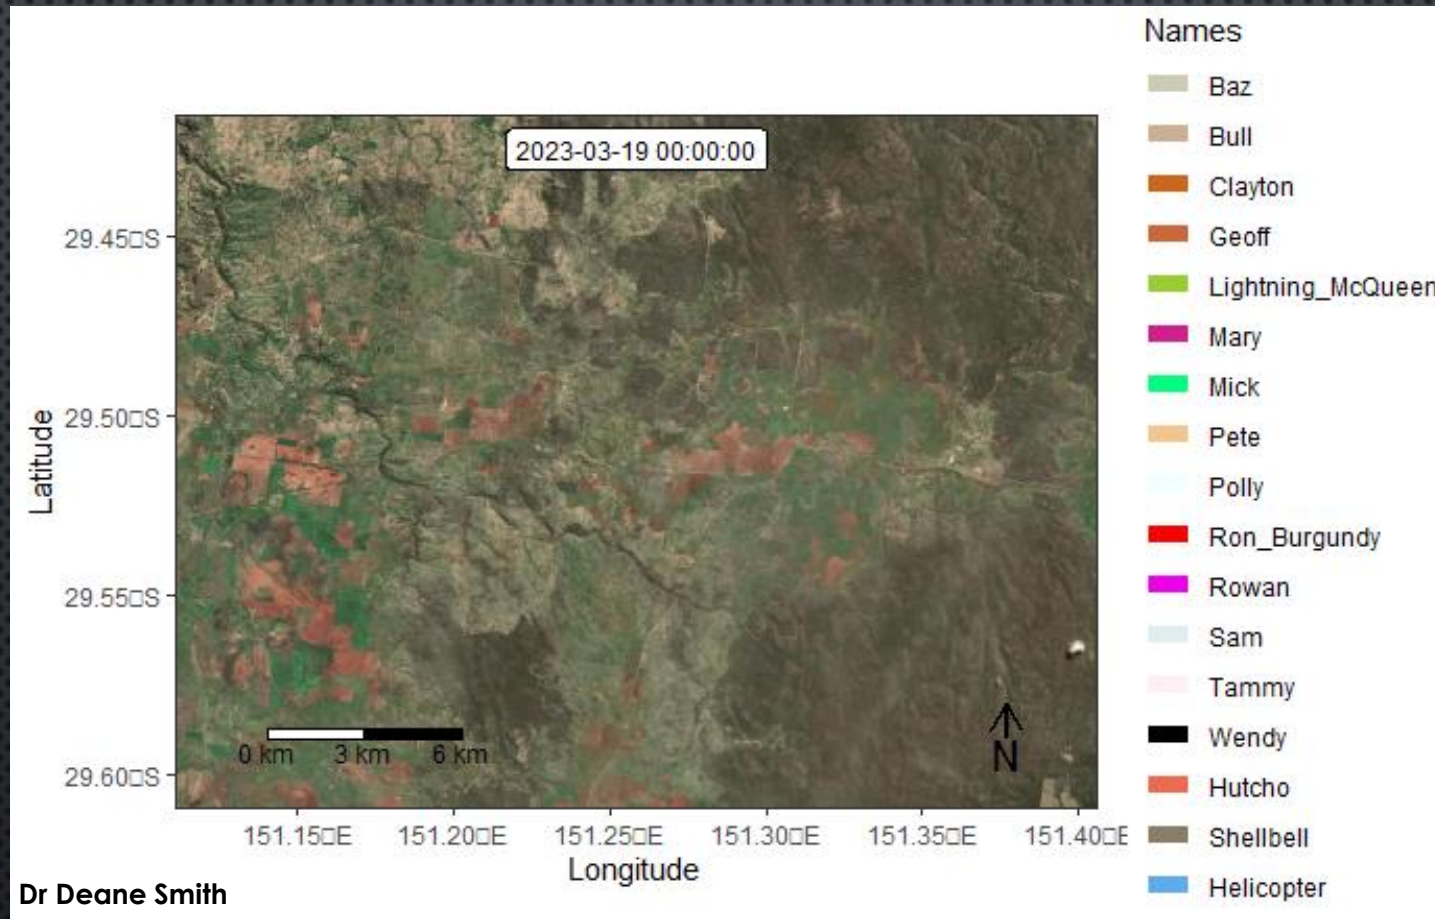 Names
Baz
Bull
Clayton
Geoff
Lightning_McQueen
Mary
Mick
Pete
Polly
Ron_Burgundy
Rowan
Sam
Tammy
Wendy
Hutcho
Shellbell
Helicopter
2023-03-19 00:00:00
29.45□S
29.50□S
29.55□S
29.60□S
Latitude
0 km 3 km 6 km
N
151.15□E 151.20□E 151.25□E 151.30□E 151.35□E 151.40□E
Longitude
Dr Deane Smith